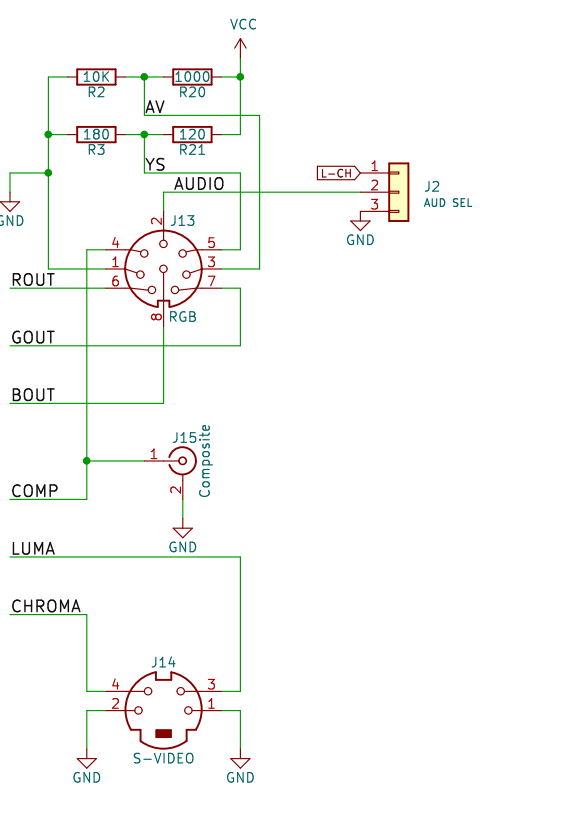 VCC
10K
1000
R2
R20
AV
180
120
R3
R21
YS
AUDIO
L-CH
1
2
3
J2
AUD SEL
GND
GND
2
J13
4
5
1
3
6
7
8
RGB
ROUT
GOUT
BOUT
J15
Composite
1
2
COMP
GND
LUMA
CHROMA
J14
4
3
2
1
S-VIDEO
GND
GND